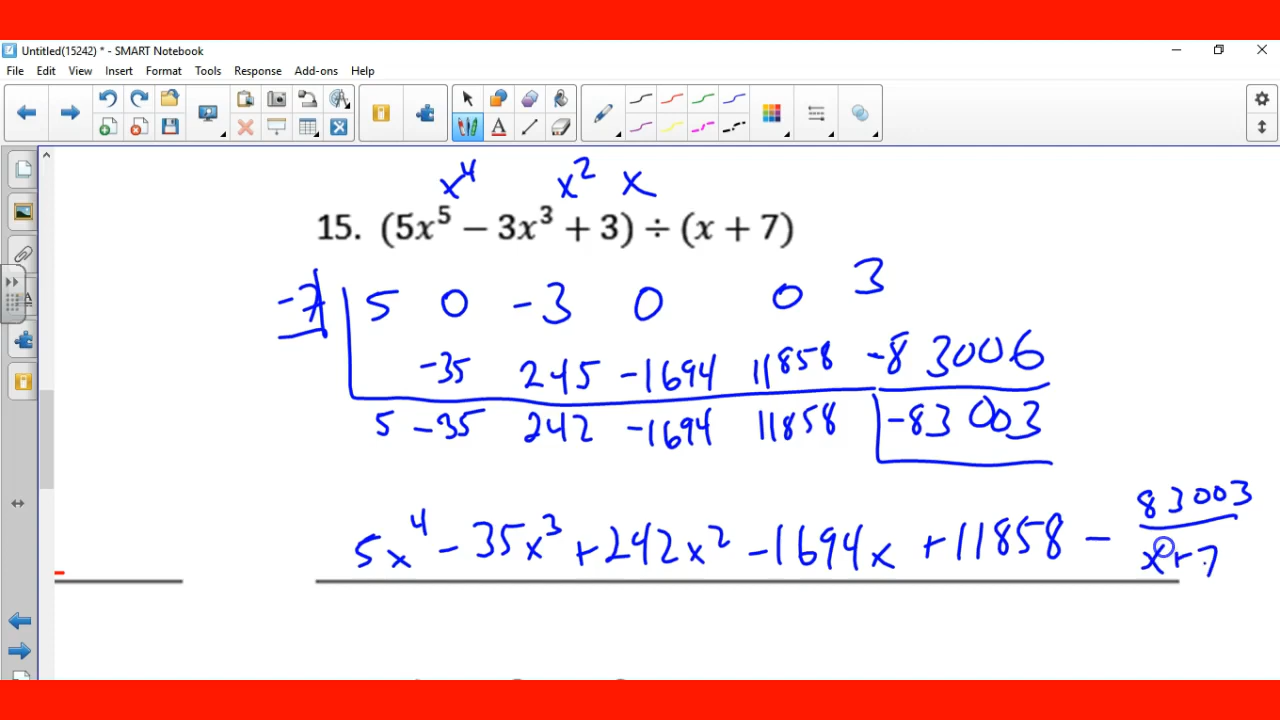 Untitled(15242) * - SMART Notebook
File Edit View Insert Format Tools Response Add-ons Help
x⁴ x² x
15. (5x⁵ − 3x³ + 3) ÷ (x + 7)
-7 5 0 -3 0 0 3
-35 245 -1694 11858 -83006
5 -35 242 -1694 11858 -83003
5x⁴ - 35x³ + 242x² - 1694x + 11858 - 83003
x + 7